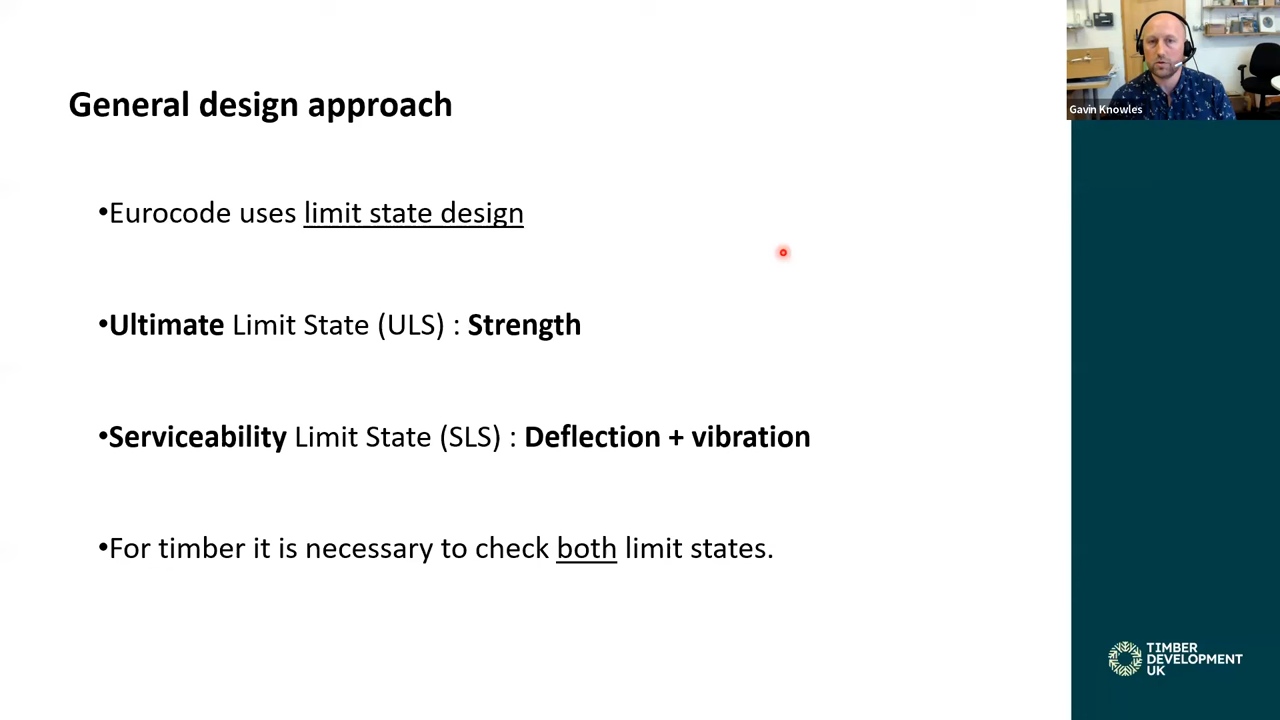 General design approach
Gavin Knowles
•Eurocode uses limit state design
•Ultimate Limit State (ULS) : Strength
•Serviceability Limit State (SLS) : Deflection + vibration
•For timber it is necessary to check both limit states.
TIMBER
DEVELOPMENT
UK